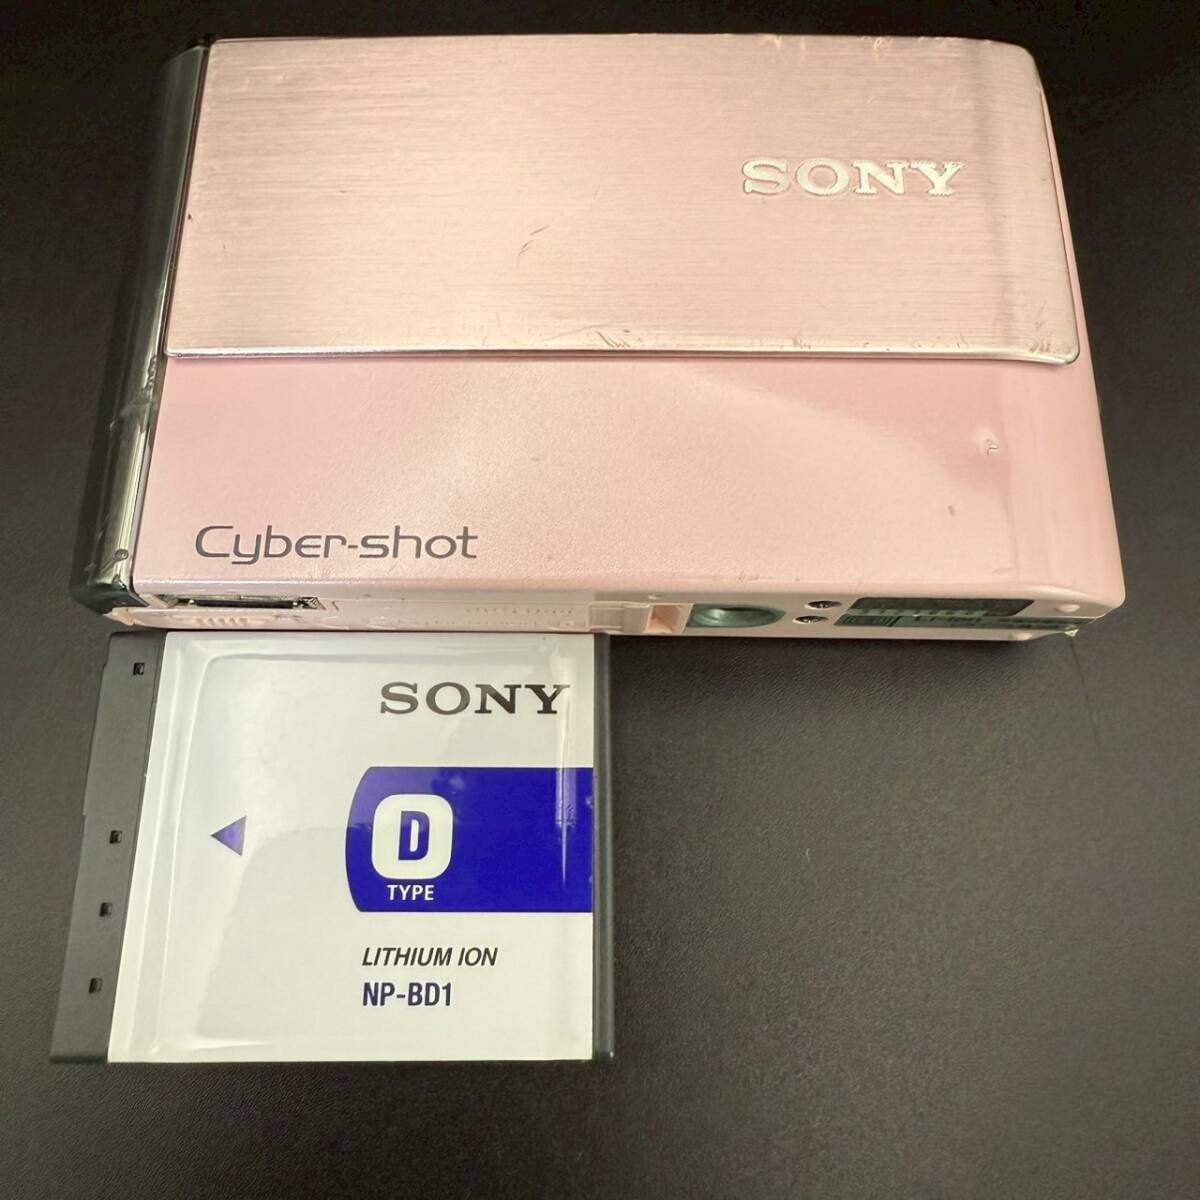 SONY
Cyber-shot
SONY
D
TYPE
LITHIUM ION
NP-BD1